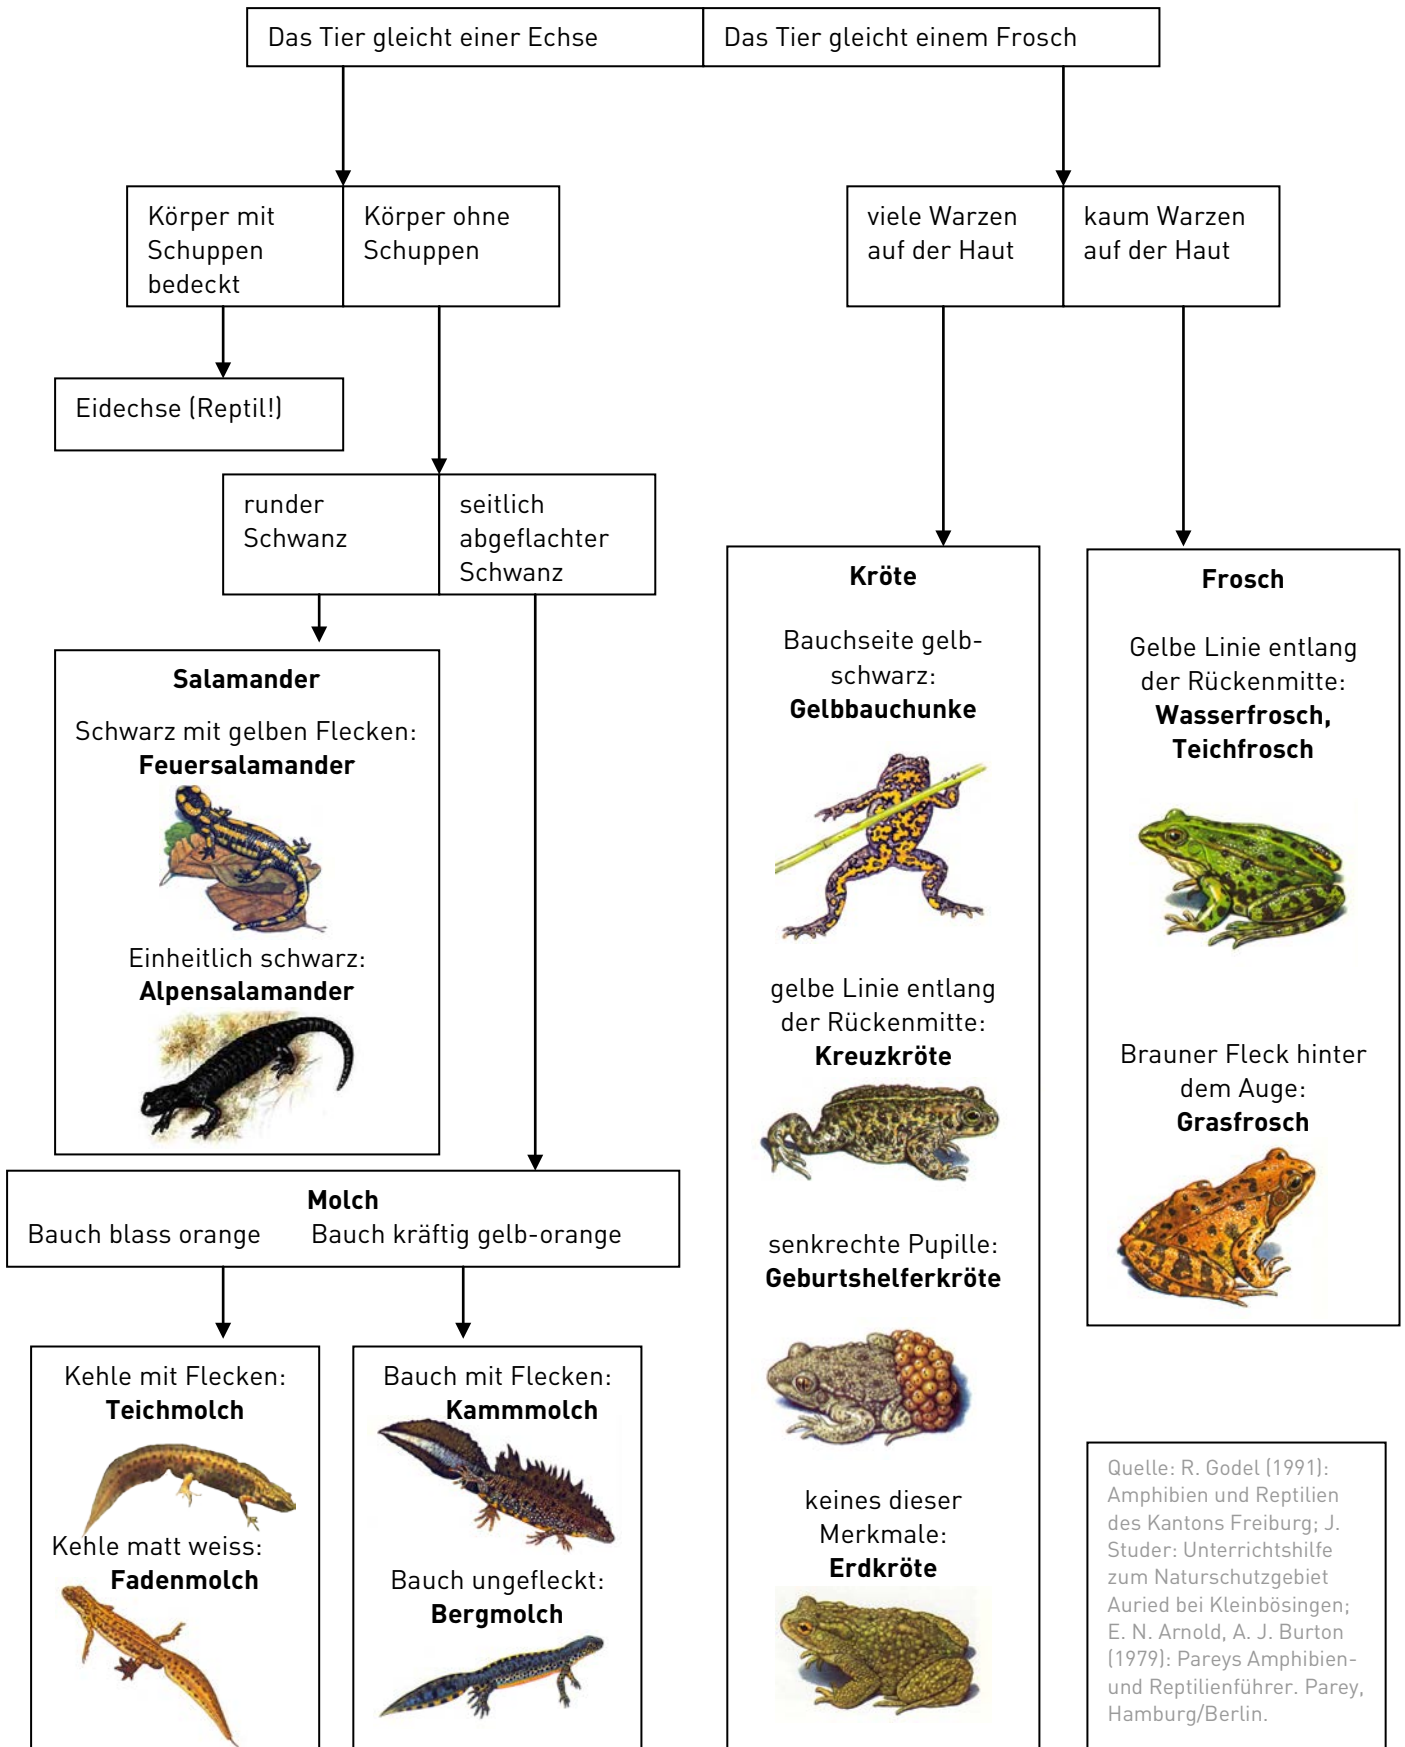 Das Tier gleicht einer Echse
Das Tier gleicht einem Frosch
Körper mit
Schuppen
bedeckt
Körper ohne
Schuppen
viele Warzen
auf der Haut
kaum Warzen
auf der Haut
Eidechse (Reptil!)
runder
Schwanz
seitlich
abgeflachter
Schwanz
Salamander
Schwarz mit gelben Flecken:
Feuersalamander
Einheitlich schwarz:
Alpensalamander
Molch
Bauch blass orange
Bauch kräftig gelb-orange
Kehle mit Flecken:
Teichmolch
Kehle matt weiss:
Fadenmolch
Bauch mit Flecken:
Kammmolch
Bauch ungefleckt:
Bergmolch
Kröte
Bauchseite gelb-
schwarz:
Gelbbauchunke
gelbe Linie entlang
der Rückenmitte:
Kreuzkröte
senkrechte Pupille:
Geburtshelferkröte
keines dieser
Merkmale:
Erdkröte
Frosch
Gelbe Linie entlang
der Rückenmitte:
Wasserfrosch,
Teichfrosch
Brauner Fleck hinter
dem Auge:
Grasfrosch
Quelle: R. Godel (1991):
Amphibien und Reptilien
des Kantons Freiburg; J.
Studer: Unterrichtshilfe
zum Naturschutzgebiet
Auried bei Kleinbösingen;
E. N. Arnold, A. J. Burton
(1979): Pareys Amphibien-
und Reptilienführer. Parey,
Hamburg/Berlin.